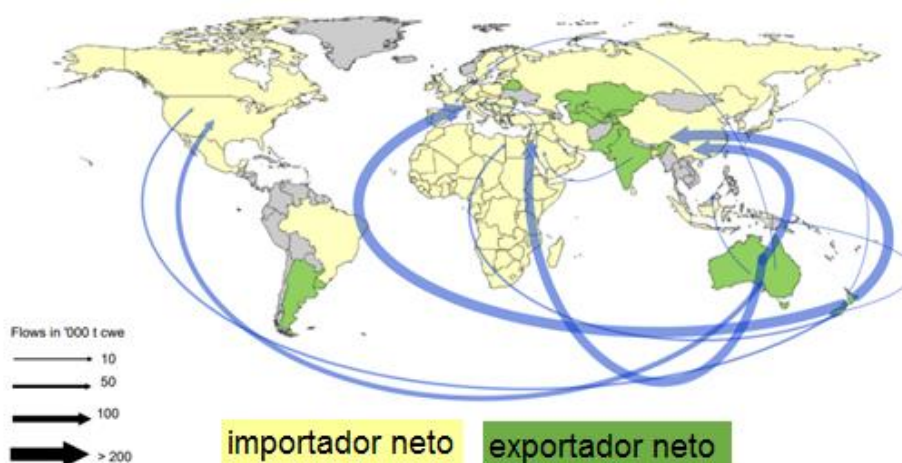 Flows in '000 t cwe
10
50
100
> 200
importador neto
exportador neto